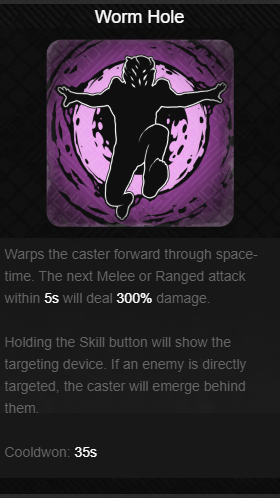 Worm Hole
Warps the caster forward through space-
time. The next Melee or Ranged attack
within 5s will deal 300% damage.
Holding the Skill button will show the
targeting device. If an enemy is directly
targeted, the caster will emerge behind
them.
Cooldwon: 35s